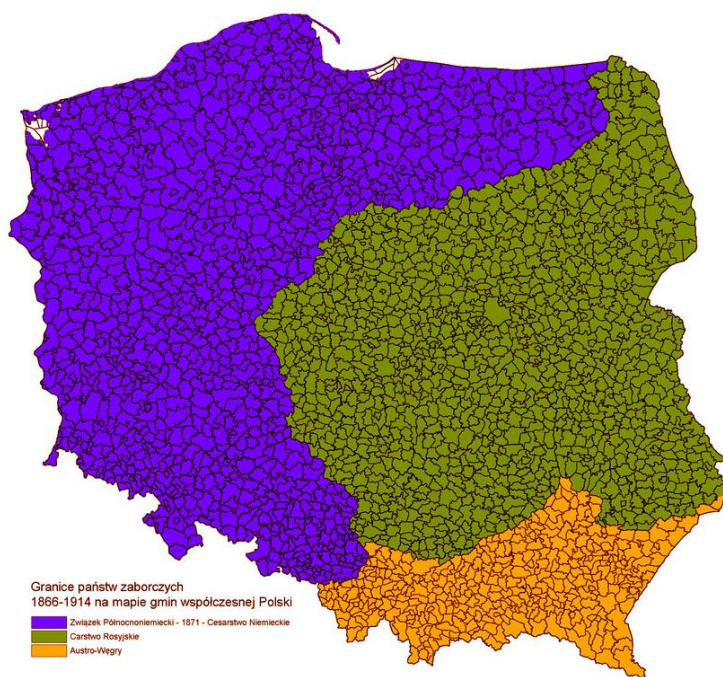 Granice państw zaborczych
1866-1914 na mapie gmin współczesnej Polski
Związek Północnoniemiecki - 1871 - Cesarstwo Niemieckie
Carstwo Rosyjskie
Austro-Węgry